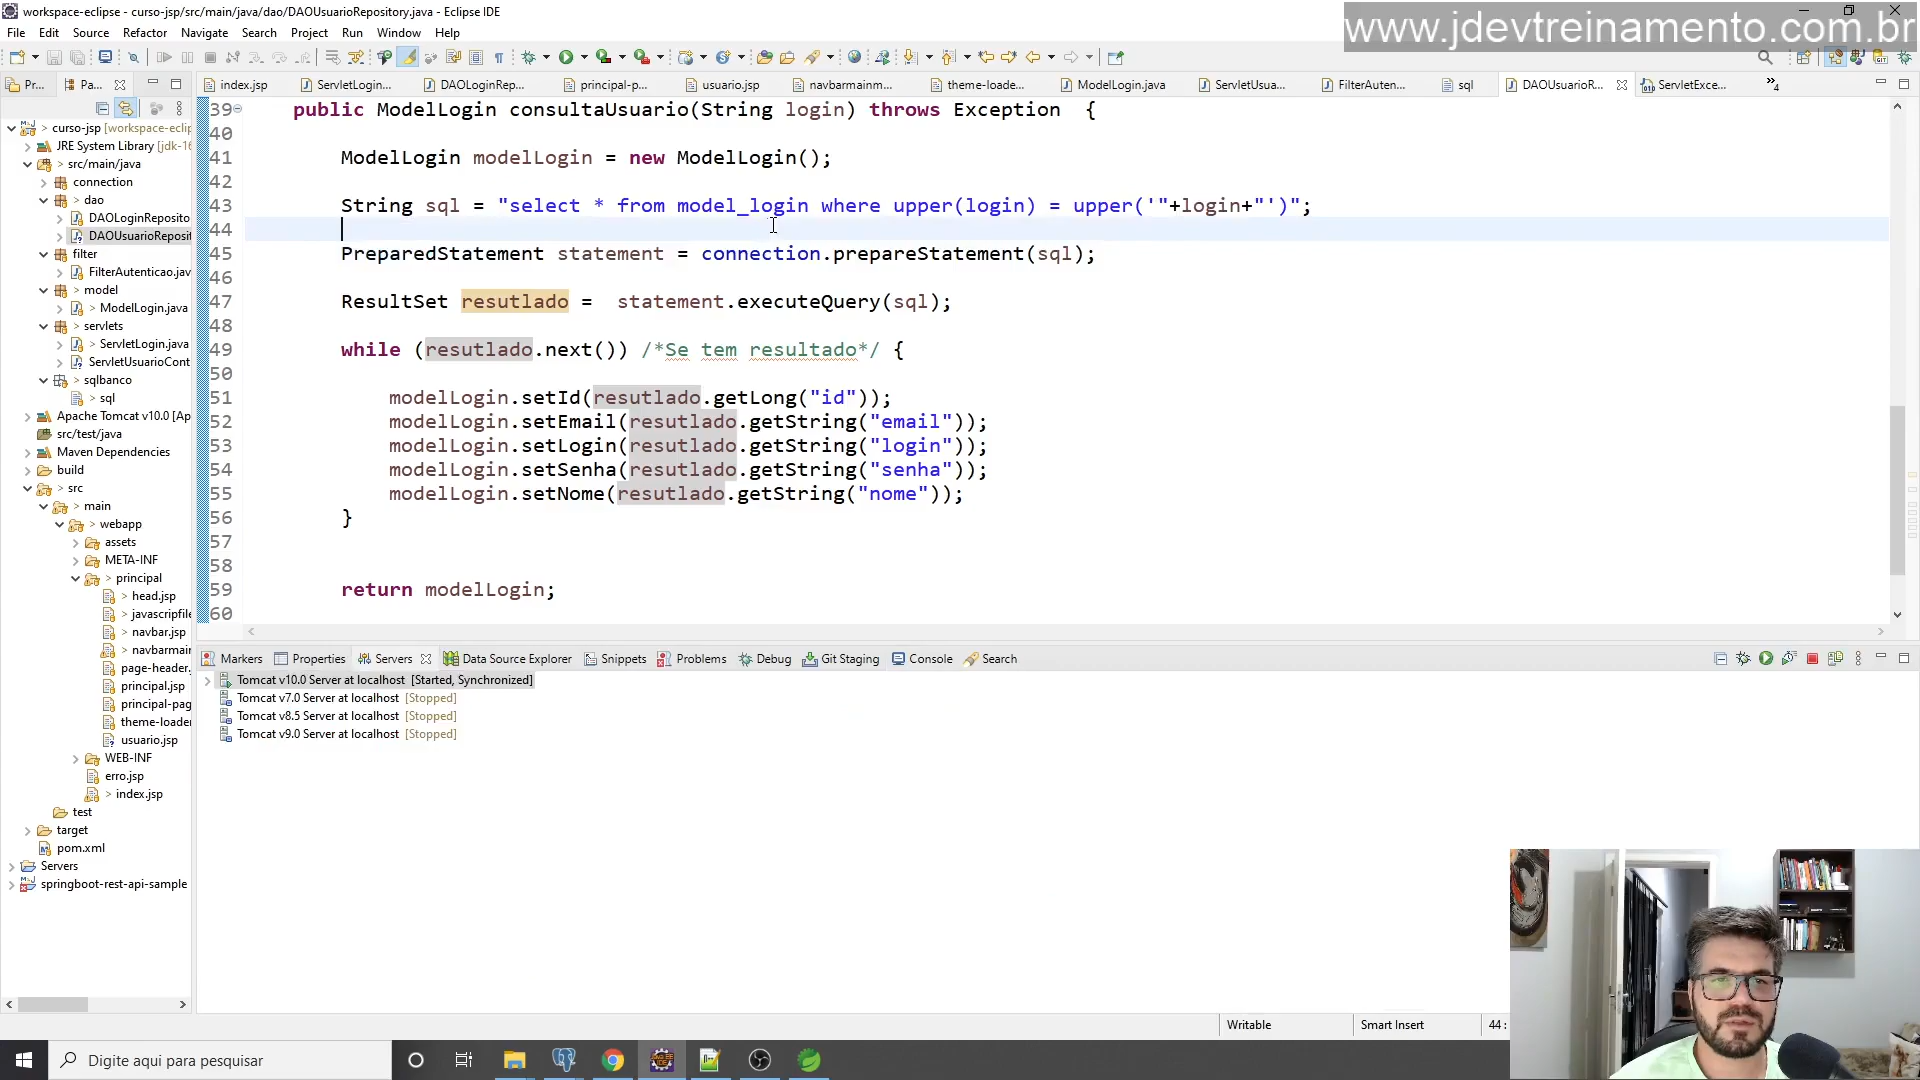 workspace-eclipse - curso-jsp/src/main/java/dao/DAOUsuarioRepository.java - Eclipse IDE
www.jdevtreinamento.com.br
File Edit Source Refactor Navigate Search Project Run Window Help
Pr... Pa...
index.jsp ServletLogin... DAOLoginRep... principal-p... usuario.jsp navbarmainm... theme-loade... ModelLogin.java ServletUsua... FilterAuten... sql DAOUsuarioR... ServletExce... 4
curso-jsp [workspace-eclip
JRE System Library [jdk-16
src/main/java
connection
dao
DAOLoginReposito
DAOUsuarioReposit
filter
FilterAutenticao.jav
model
ModelLogin.java
servlets
ServletLogin.java
ServletUsuarioCont
sqlbanco
sql
Apache Tomcat v10.0 [Ap
src/test/java
Maven Dependencies
build
src
main
webapp
assets
META-INF
principal
head.jsp
javascripfile
navbar.jsp
navbarmair
page-header.
principal.jsp
principal-pag
theme-loader
usuario.jsp
WEB-INF
erro.jsp
index.jsp
test
target
pom.xml
Servers
springboot-rest-api-sample
39 public ModelLogin consultaUsuario(String login) throws Exception {
40
41 ModelLogin modelLogin = new ModelLogin();
42
43 String sql = "select * from model_login where upper(login) = upper('"+login+"')";
44
45 PreparedStatement statement = connection.prepareStatement(sql);
46
47 ResultSet resutlado = statement.executeQuery(sql);
48
49 while (resutlado.next()) /*Se tem resultado*/ {
50
51 modelLogin.setId(resutlado.getLong("id"));
52 modelLogin.setEmail(resutlado.getString("email"));
53 modelLogin.setLogin(resutlado.getString("login"));
54 modelLogin.setSenha(resutlado.getString("senha"));
55 modelLogin.setNome(resutlado.getString("nome"));
56 }
57
58
59 return modelLogin;
60
Markers Properties Servers Data Source Explorer Snippets Problems Debug Git Staging Console Search
Tomcat v10.0 Server at localhost [Started, Synchronized]
Tomcat v7.0 Server at localhost [Stopped]
Tomcat v8.5 Server at localhost [Stopped]
Tomcat v9.0 Server at localhost [Stopped]
Writable Smart Insert 44 :
Digite aqui para pesquisar